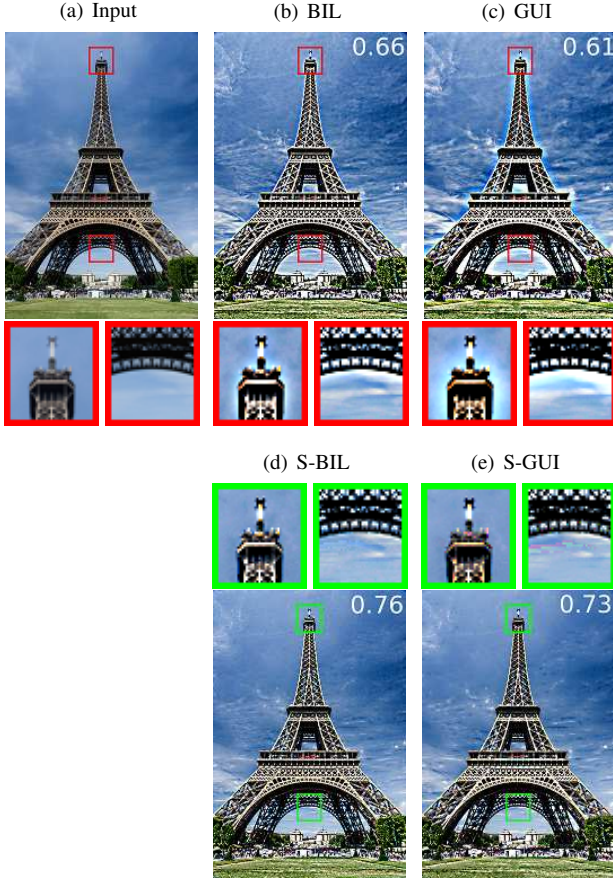 (a) Input
(b) BIL
(c) GUI
0.66
0.61
(d) S-BIL
(e) S-GUI
0.76
0.73